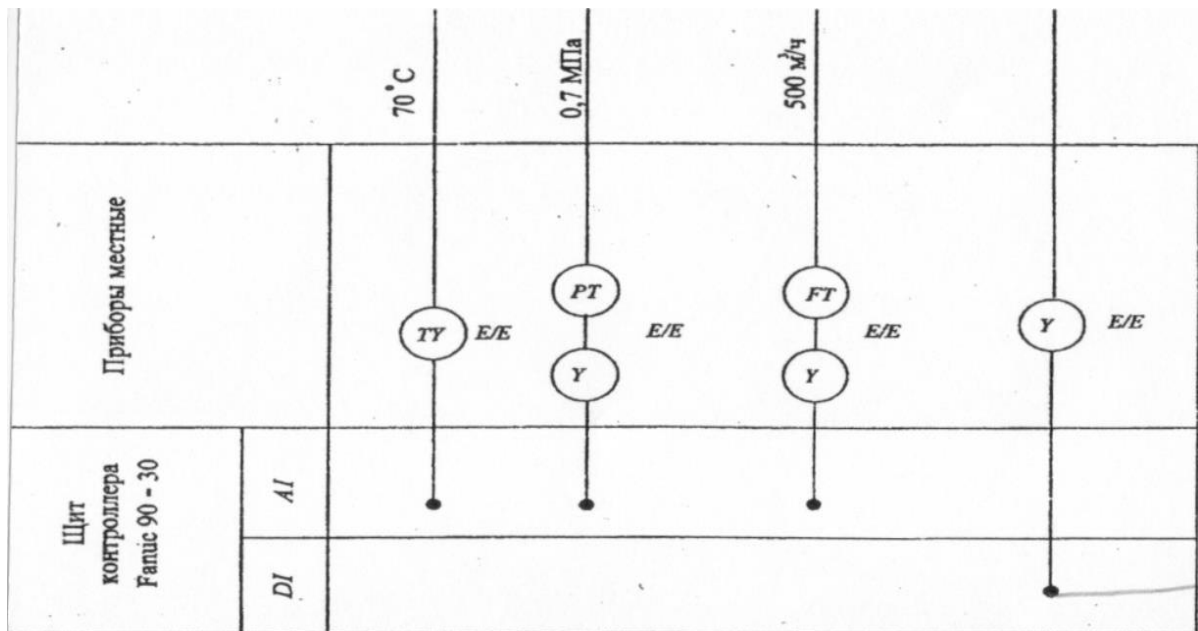 70°C
0,7 МПа
500 м³/ч
Приборы местные
PT
FT
TY
E/E
E/E
E/E
Y
E/E
Y
Y
Щит
контроллера
Fanuc 90 - 30
AI
DI